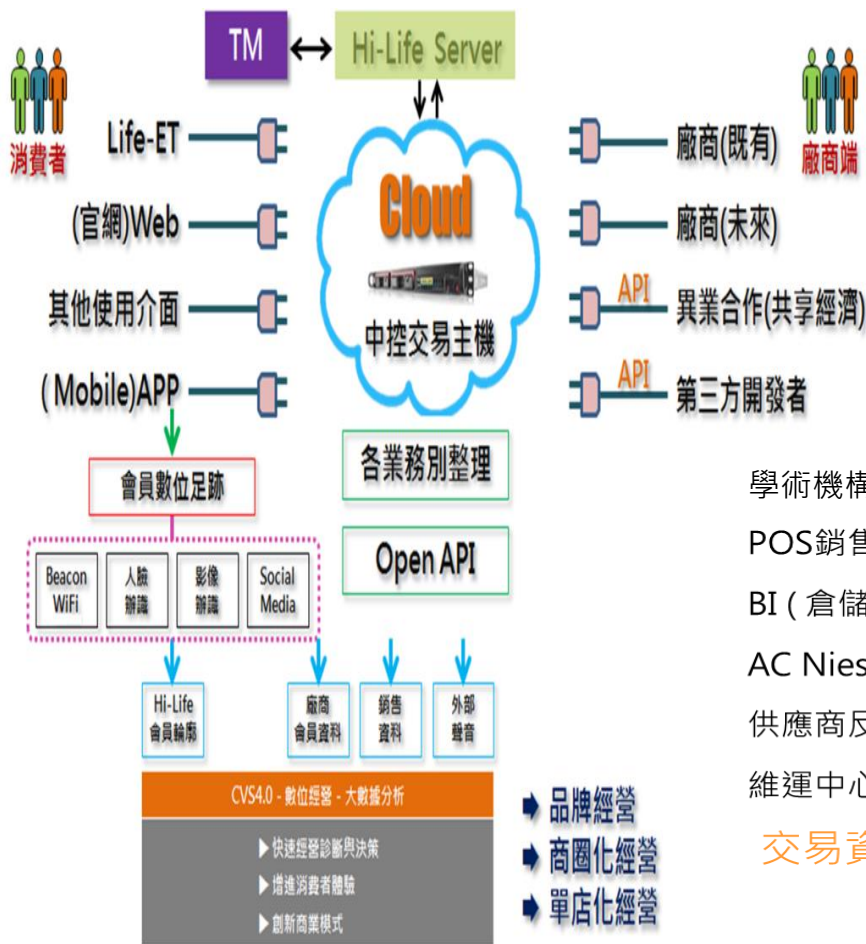 TM
Hi-Life Server
消費者
廠商端
Life-ET
(官網)Web
其他使用介面
(Mobile)APP
Cloud
中控交易主機
廠商(既有)
廠商(未來)
API
異業合作(共享經濟)
API
第三方開發者
會員數位足跡
各業務別整理
Open API
Beacon
WiFi
人臉
辦識
影像
辦識
Social
Media
Hi-Life
會員輪廓
廠商
會員資料
銷售
資料
外部
聲音
CVS4.0 - 數位經營 - 大數據分析
▶快速經營診斷與決策
▶增進消費者體驗
▶創新商業模式
➡ 品牌經營
➡ 商圈化經營
➡ 單店化經營
學術機構
POS銷售
BI ( 倉儲
AC Nies
供應商反
維運中心
交易資